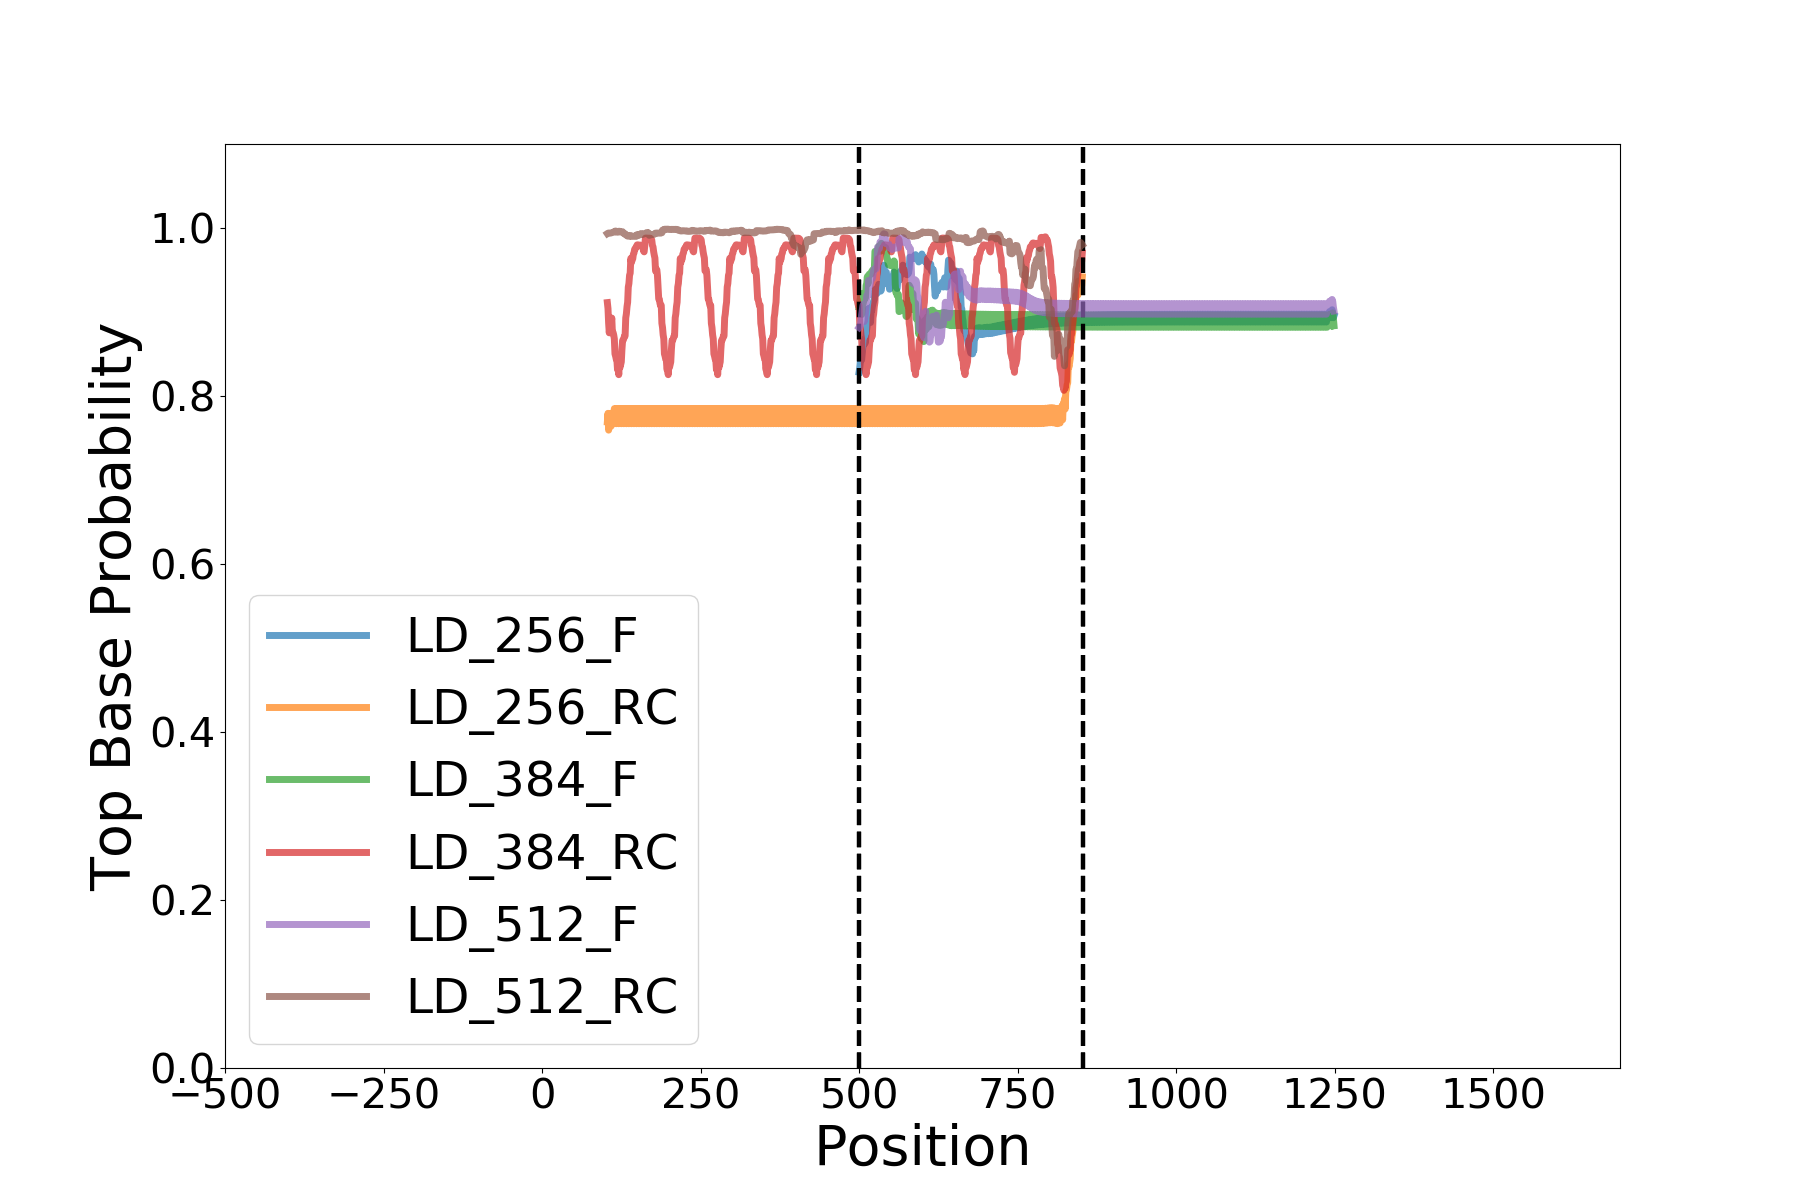 1.0
0.8
0.6
0.4
0.2
0.0
Top Base Probability
LD_256_F
LD_256_RC
LD_384_F
LD_384_RC
LD_512_F
LD_512_RC
−500 −250 0 250 500 750 1000 1250 1500
Position